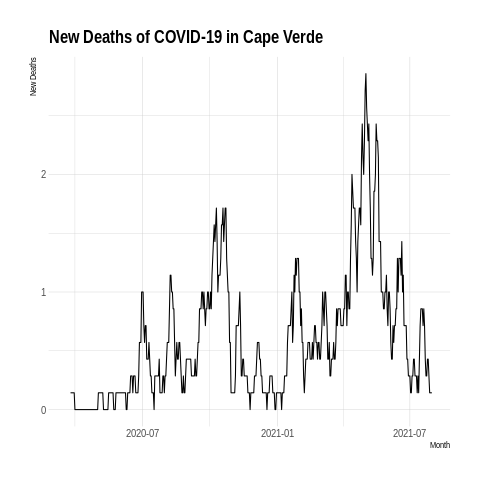 New Deaths of COVID-19 in Cape Verde
New Deaths
2
1
0
2020-07
2021-01
2021-07
Month